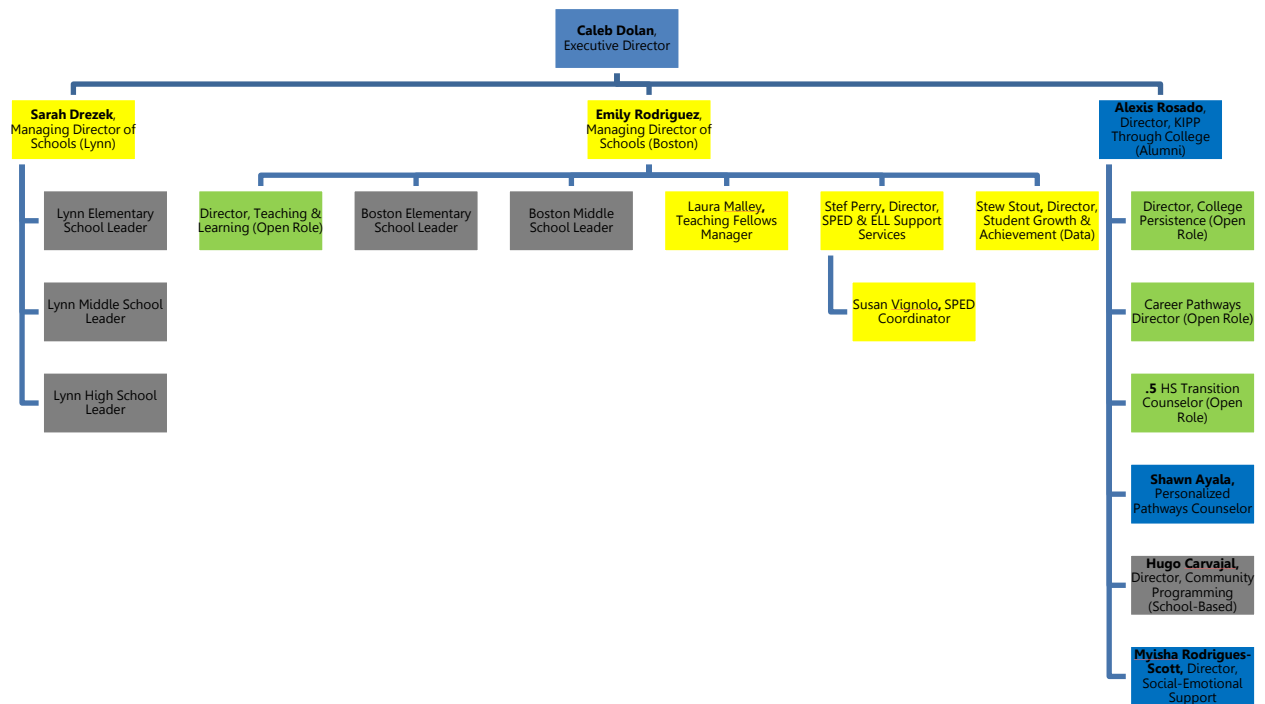 Caleb Dolan,
Executive Director
Sarah Drezek,
Managing Director of
Schools (Lynn)
Emily Rodriguez,
Managing Director of
Schools (Boston)
Alexis Rosado,
Director, KIPP
Through College
(Alumni)
Lynn Elementary
School Leader
Lynn Middle School
Leader
Lynn High School
Leader
Director, Teaching &
Learning (Open Role)
Boston Elementary
School Leader
Boston Middle
School Leader
Laura Malley,
Teaching Fellows
Manager
Stef Perry, Director,
SPED & ELL Support
Services
Susan Vignolo, SPED
Coordinator
Stew Stout, Director,
Student Growth &
Achievement (Data)
Director, College
Persistence (Open
Role)
Career Pathways
Director (Open Role)
.5 HS Transition
Counselor (Open
Role)
Shawn Ayala,
Personalized
Pathways Counselor
Hugo Carvajal,
Director, Community
Programming
(School-Based)
Myisha Rodrigues-
Scott, Director,
Social-Emotional
Support